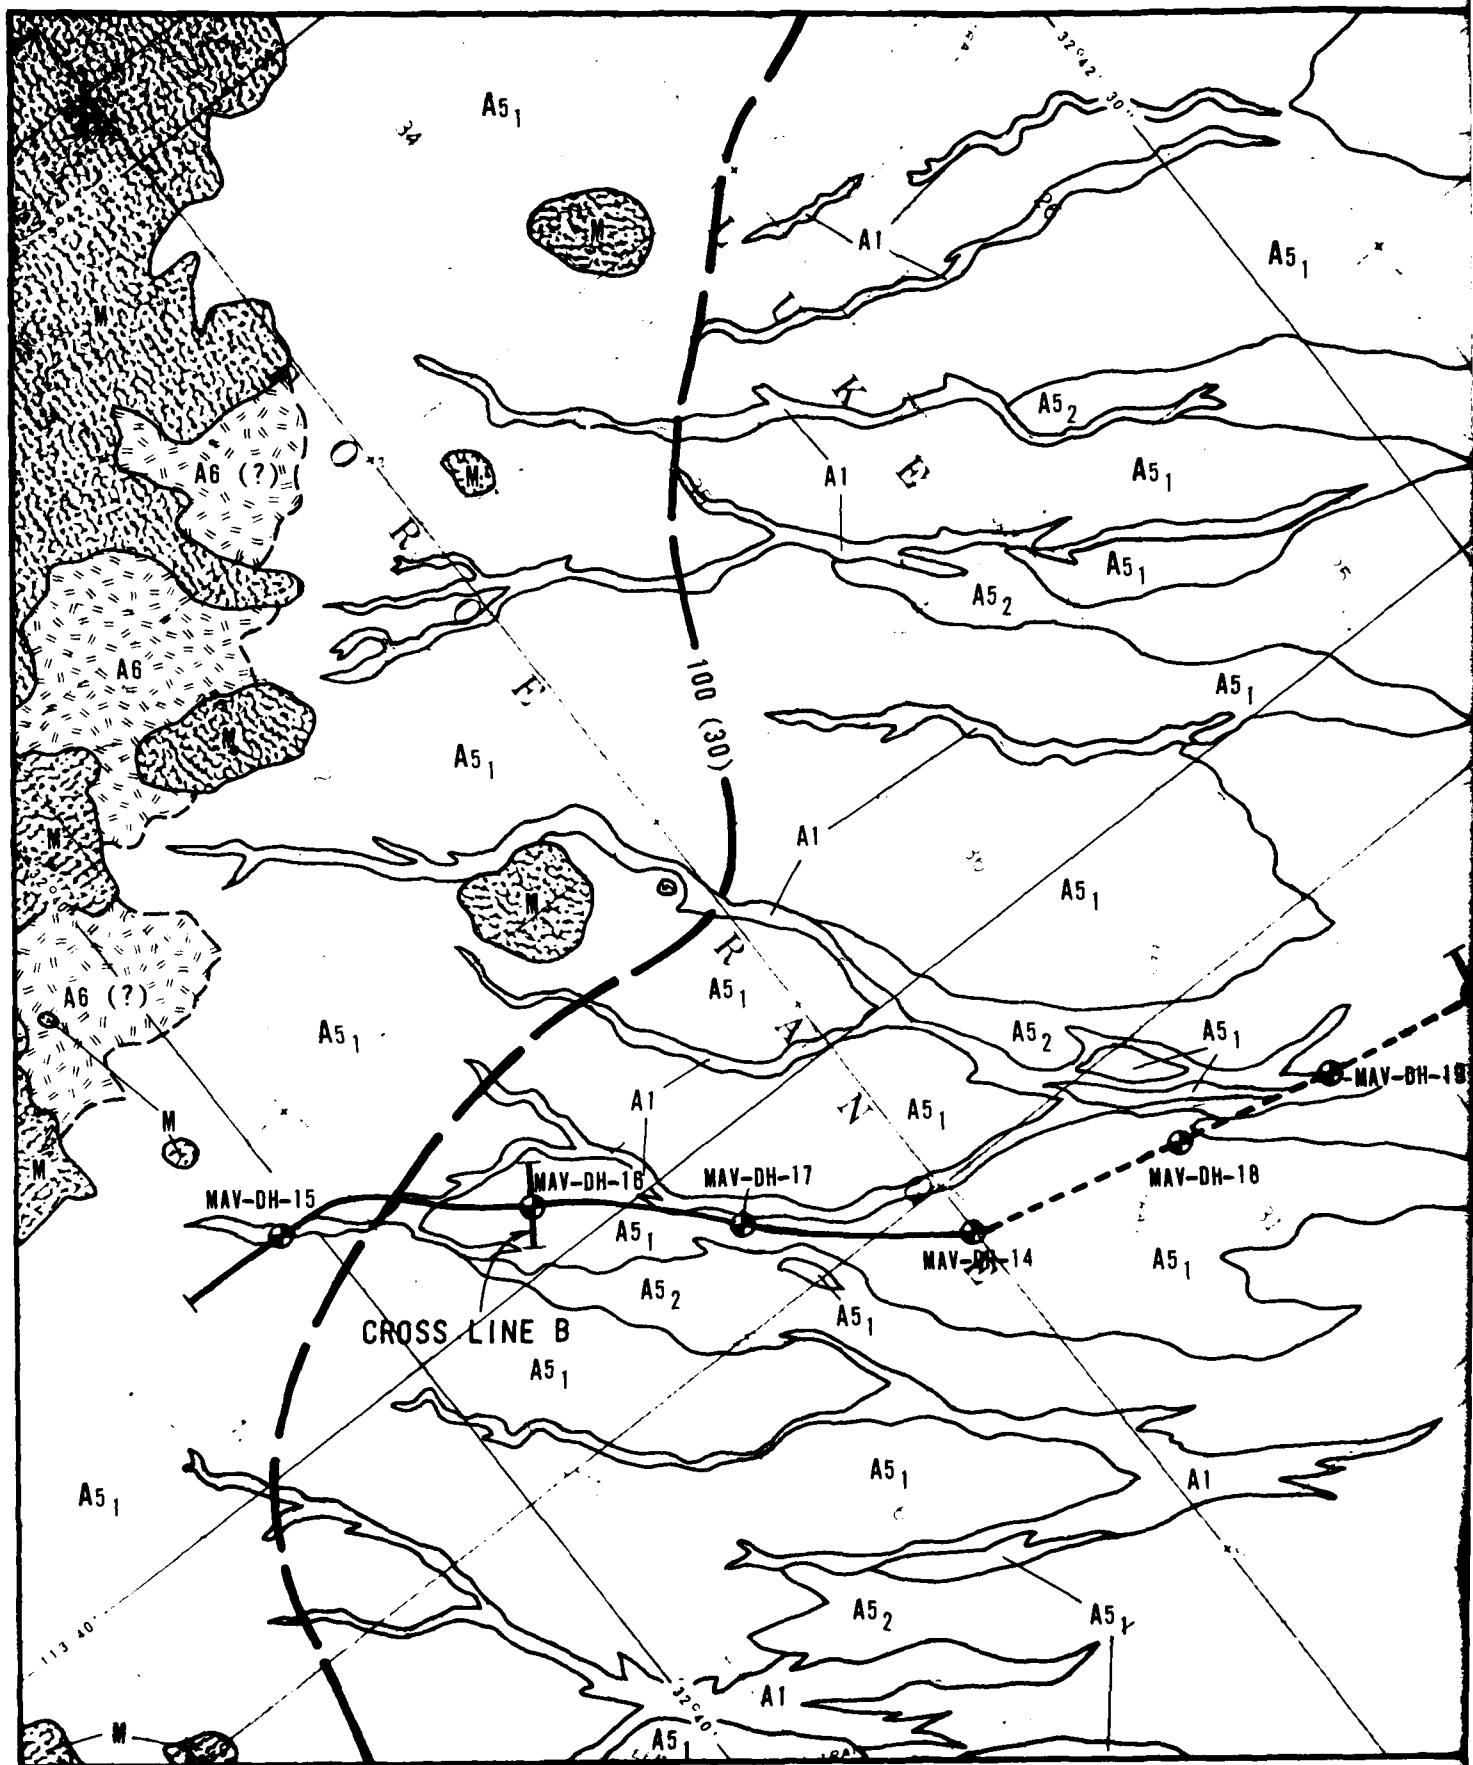 A5₁
34
32°42' 30"
M
26
A1
A5₁
M
L
U
K
E
A5₂
A1
A5₁
A6 (?)
M
O
R
O
E
R
A
N
E
A5₁
A5₂
A6
100 (30)
A5₁
M
A5₁
A1
M
A5₁
M
A6 (?)
A5₁
A5₁
A5₂
A5₁
MAV-DH-19
A1
A5₁
M
M
MAV-DH-15
MAV-DH-16
MAV-DH-17
MAV-DH-18
A5₁
MAV-DH-14
A5₁
A5₂
A5₁
CROSS LINE B
A5₁
A5₁
A5₁
A1
A5₂
A5₁
113 40'
A1
32°40'
M
A5₁